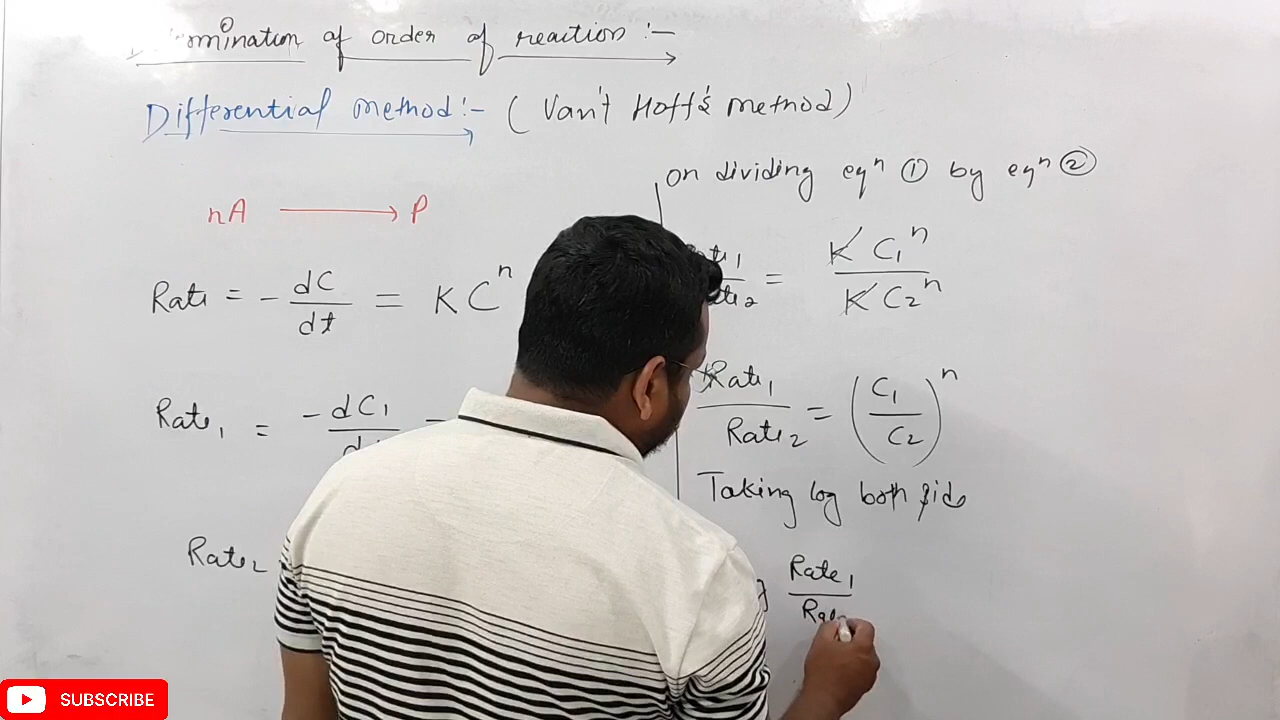 of order of reaction :-
Differential method :- ( Van't Hoff's method )
nA → P
Rate = - dC/dt = K C^n
Rate₁ = -dC₁
Rate₂
on dividing eqⁿ ① by eqⁿ ②
= K C₁^n / K C₂^n
Rate₁ / Rate₂ = ( C₁ / C₂ )^n
Taking log both side
Rate₁
SUBSCRIBE